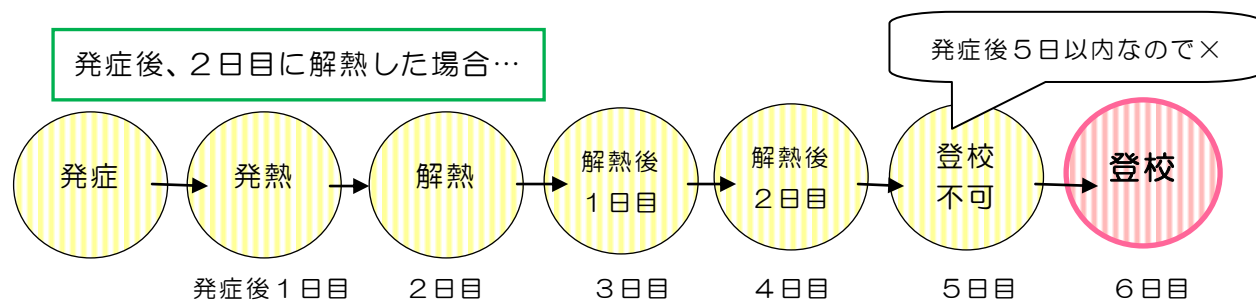 発症後、２日目に解熱した場合…
発症後５日以内なので×
発症
発熱
解熱
解熱後
１日目
解熱後
２日目
登校
不可
登校
発症後１日目
２日目
３日目
４日目
５日目
６日目